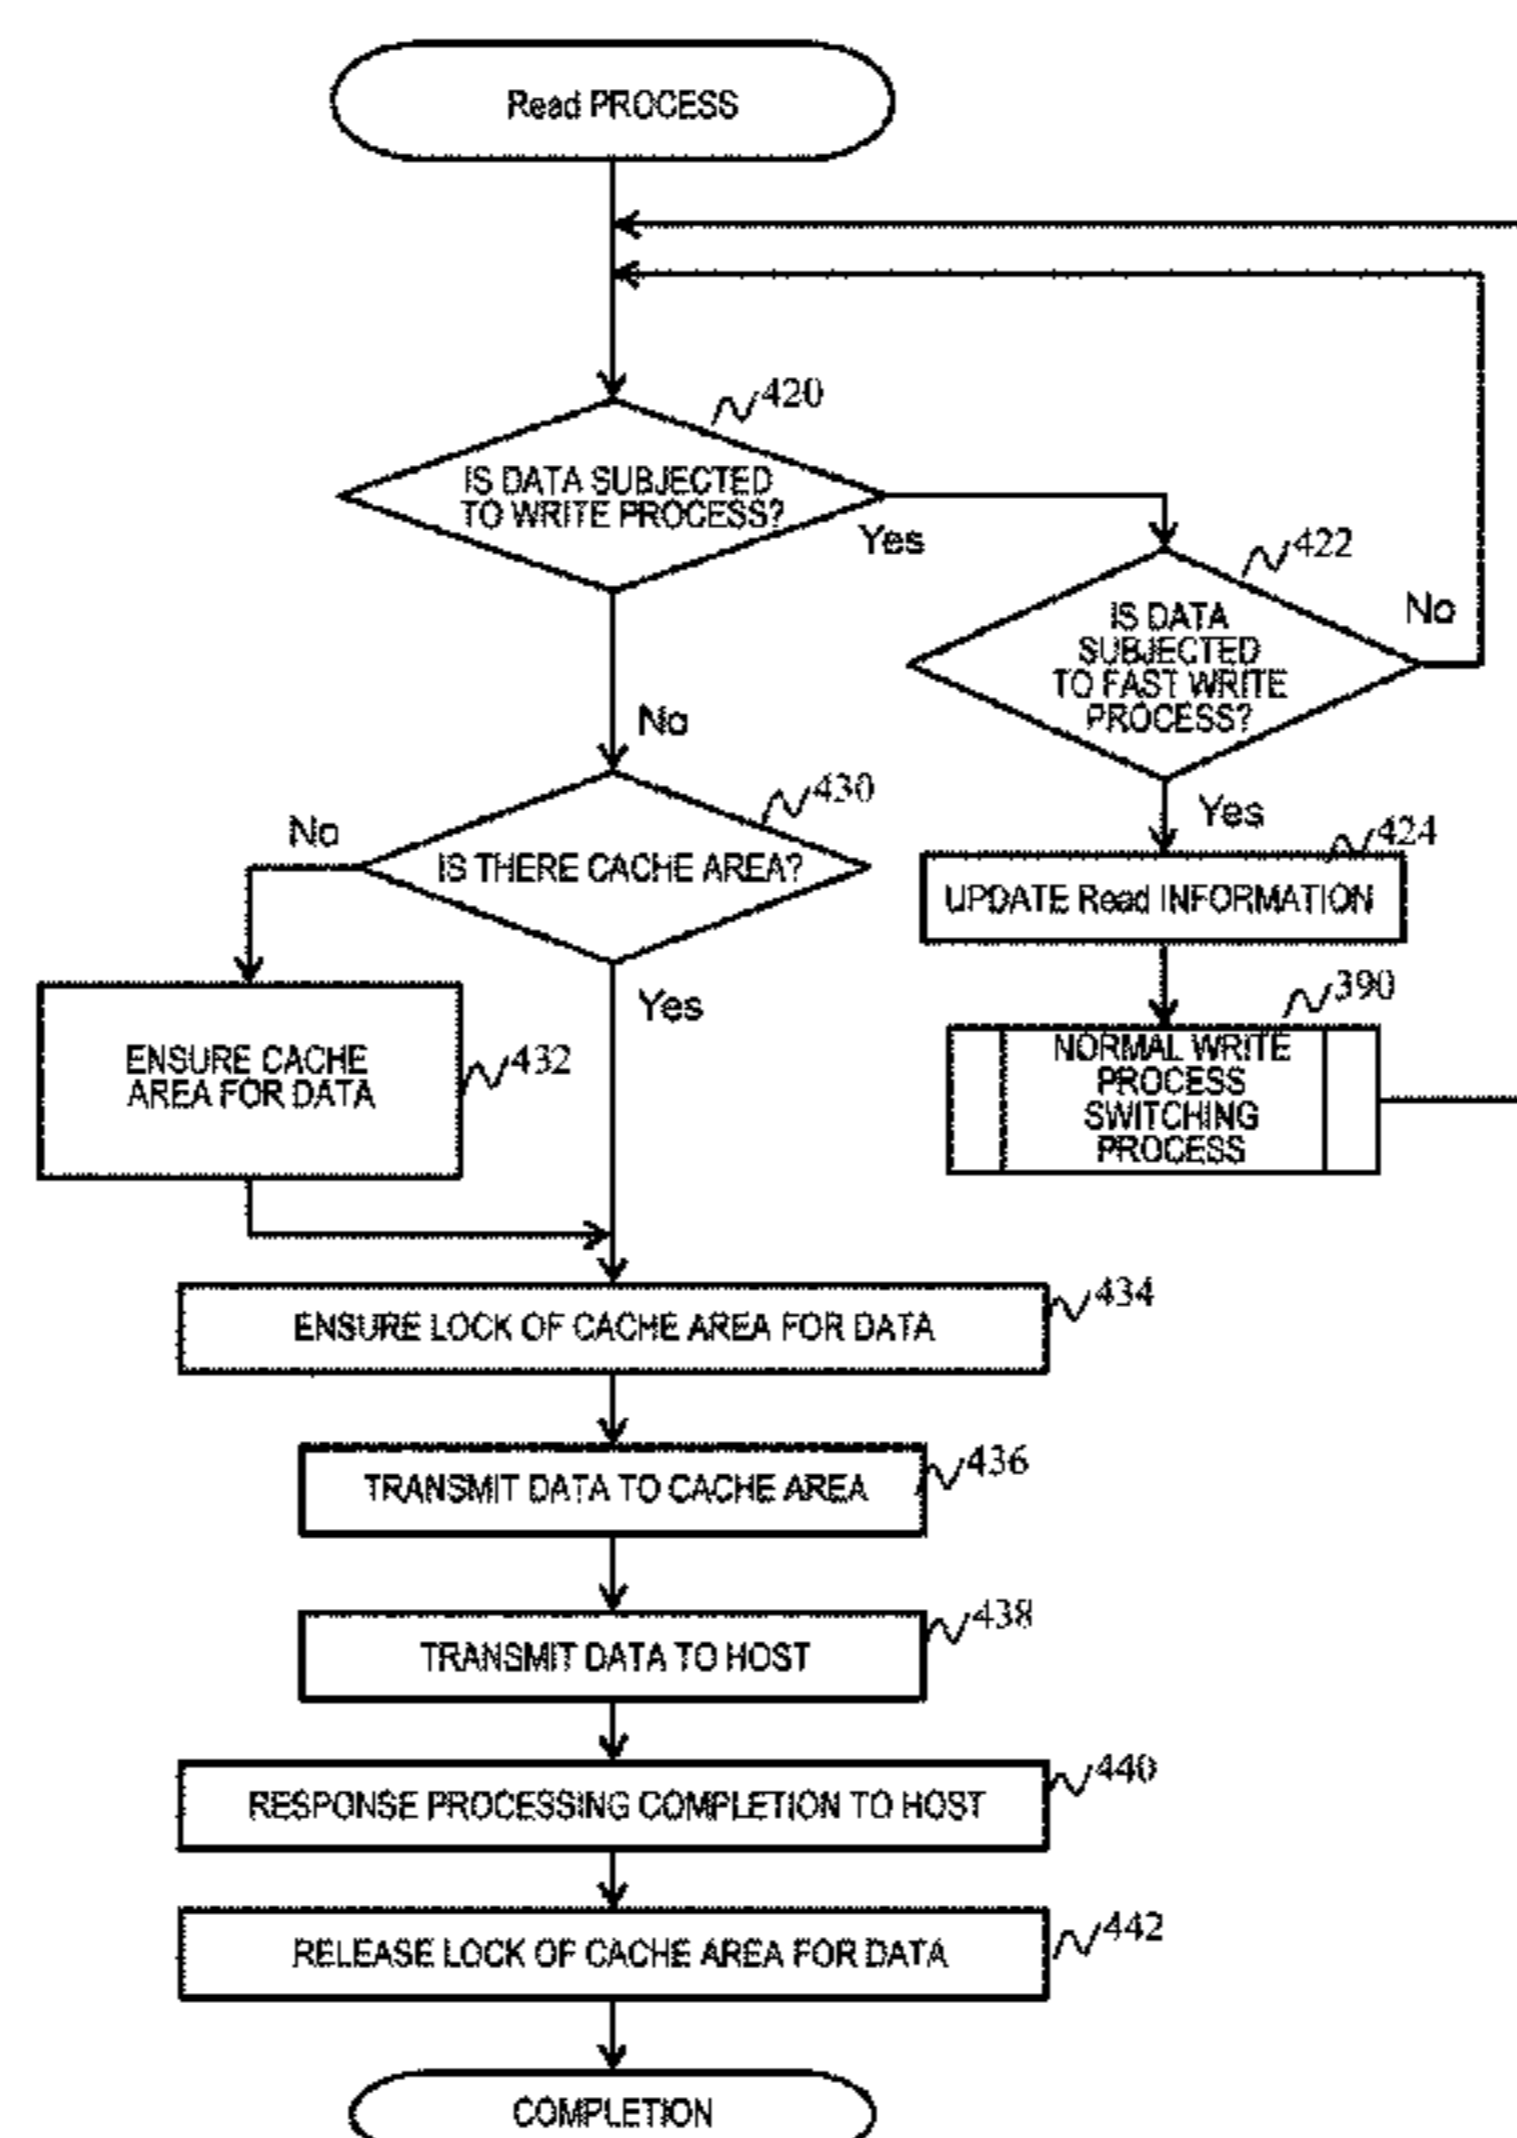 Read PROCESS
420
IS DATA SUBJECTED
TO WRITE PROCESS?
Yes
422
IS DATA
SUBJECTED
TO FAST WRITE
PROCESS?
No
No
Yes
430
IS THERE CACHE AREA?
No
424
UPDATE Read INFORMATION
390
NORMAL WRITE
PROCESS
SWITCHING
PROCESS
Yes
ENSURE CACHE
AREA FOR DATA
432
434
ENSURE LOCK OF CACHE AREA FOR DATA
436
TRANSMIT DATA TO CACHE AREA
438
TRANSMIT DATA TO HOST
440
RESPONSE PROCESSING COMPLETION TO HOST
442
RELEASE LOCK OF CACHE AREA FOR DATA
COMPLETION